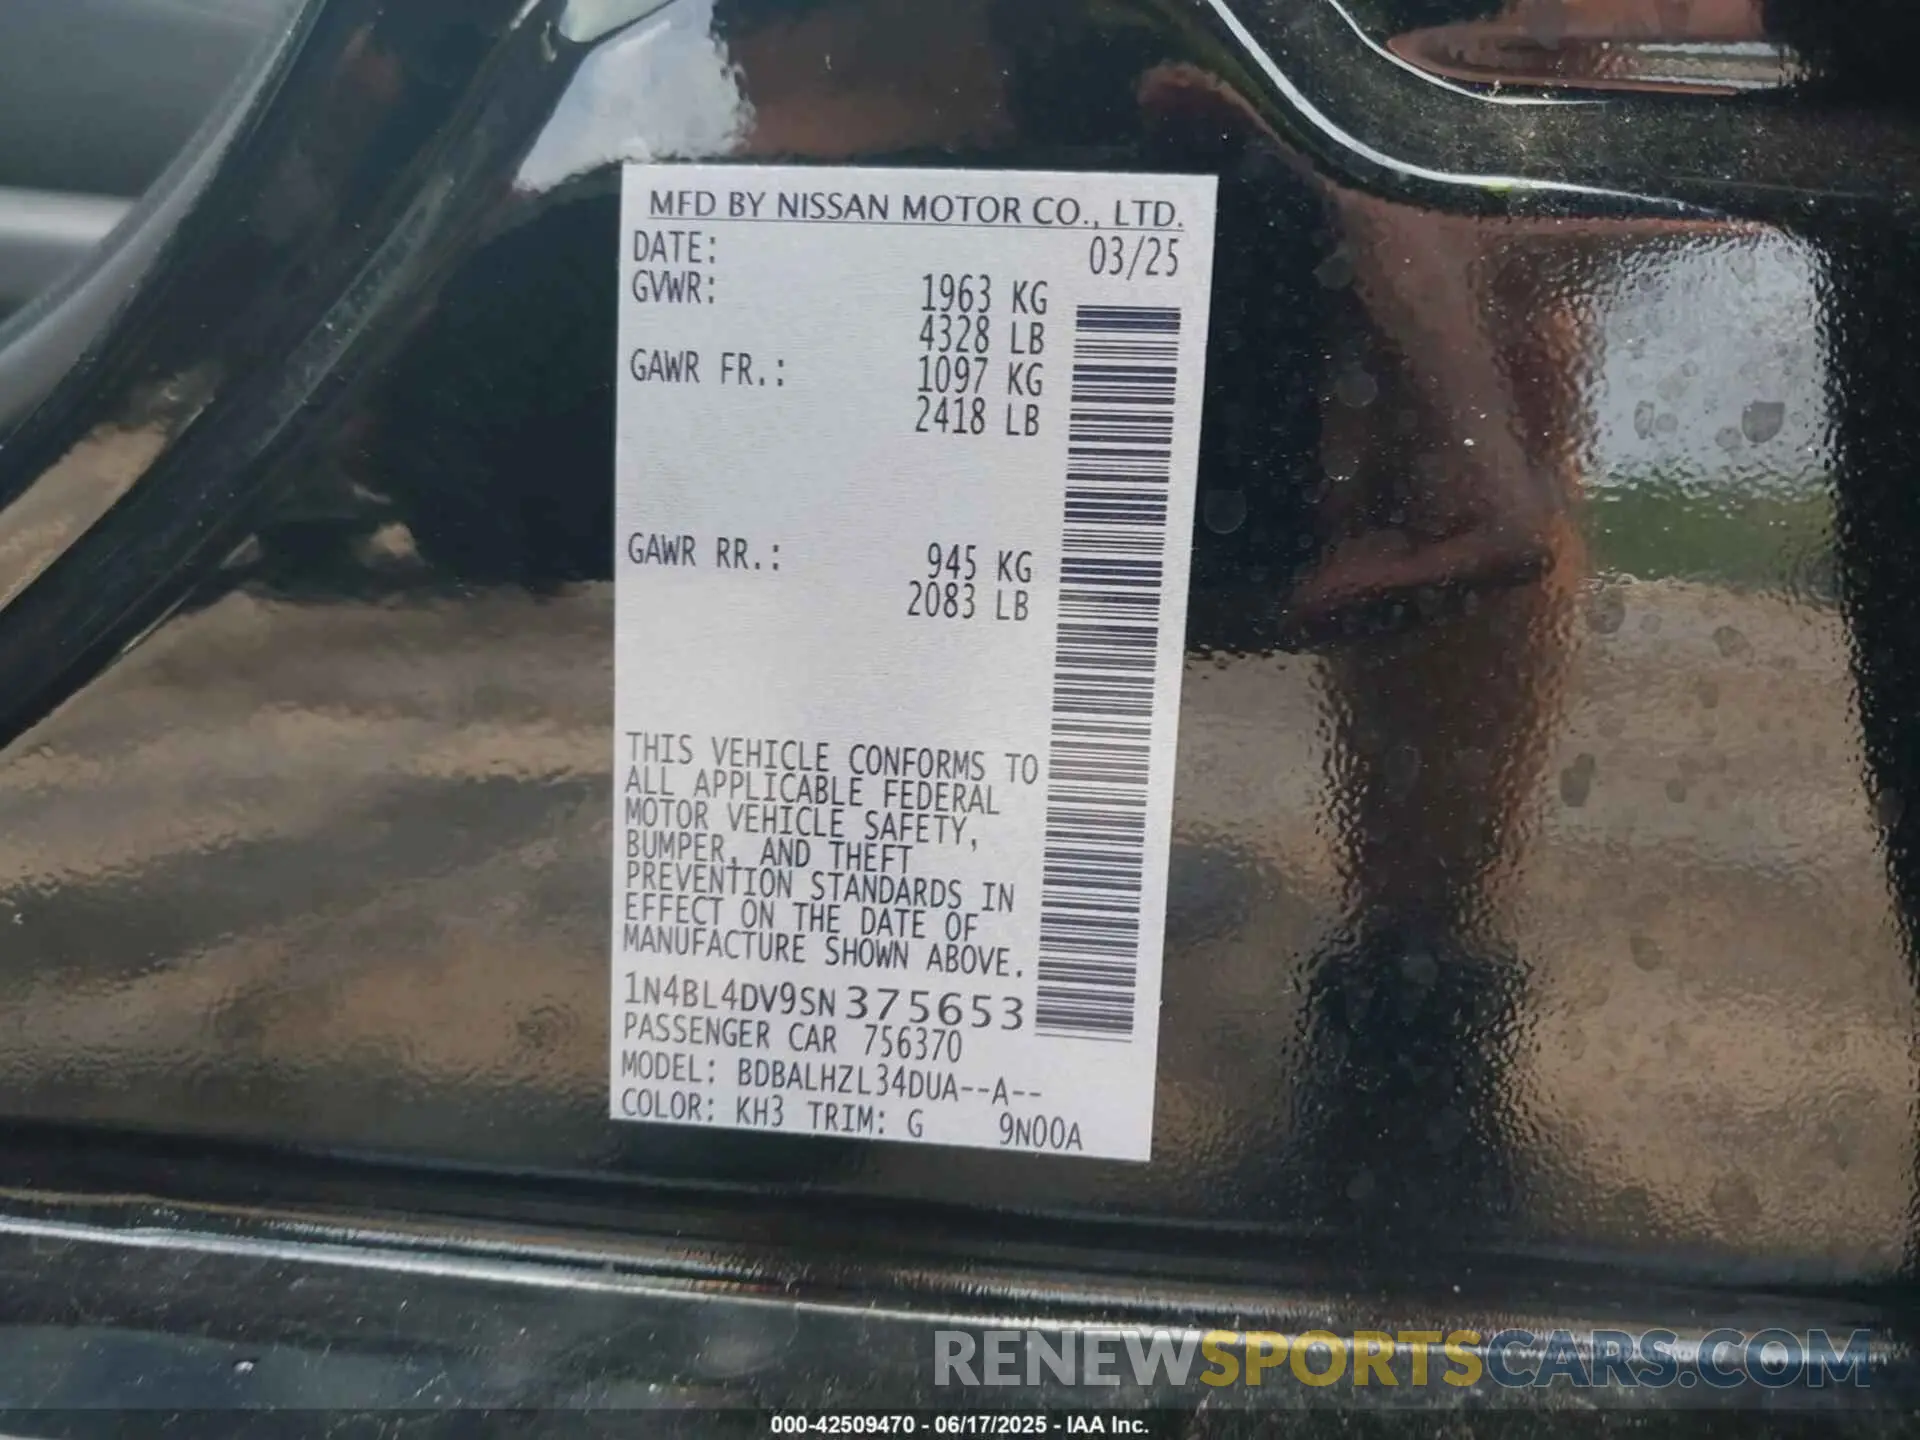 MFD BY NISSAN MOTOR CO., LTD.
DATE: 03/25
GVWR: 1963 KG
4328 LB
GAWR FR.: 1097 KG
2418 LB
GAWR RR.: 945 KG
2083 LB
THIS VEHICLE CONFORMS TO
ALL APPLICABLE FEDERAL
MOTOR VEHICLE SAFETY,
BUMPER, AND THEFT
PREVENTION STANDARDS IN
EFFECT ON THE DATE OF
MANUFACTURE SHOWN ABOVE.
1N4BL4DV9SN375653
PASSENGER CAR 756370
MODEL: BDBALHZL34DUA--A--
COLOR: KH3 TRIM: G 9N00A
RENEWSPORTSCARS.COM
000-42509470 - 06/17/2025 - IAA Inc.